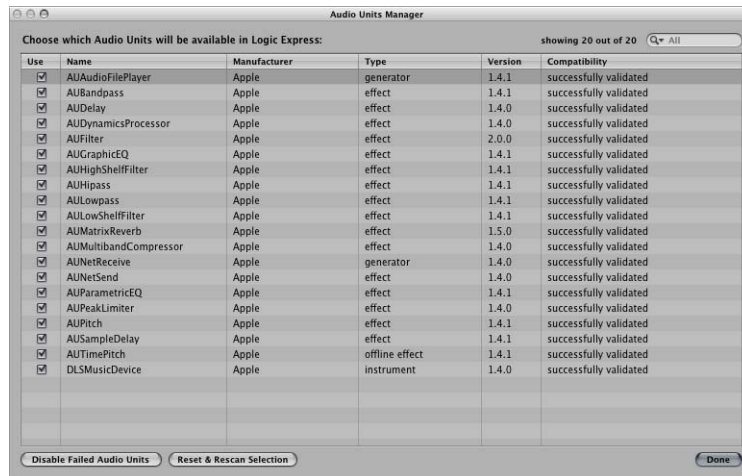 Audio Units Manager
Choose which Audio Units will be available in Logic Express: showing 20 out of 20 All
Use Name Manufacturer Type Version Compatibility
AUAudioFilePlayer Apple generator 1.4.1 successfully validated
AUBandpass Apple effect 1.4.1 successfully validated
AUDelay Apple effect 1.4.0 successfully validated
AUDynamicsProcessor Apple effect 1.4.0 successfully validated
AUFilter Apple effect 2.0.0 successfully validated
AUGraphicEQ Apple effect 1.4.1 successfully validated
AUHighShelfFilter Apple effect 1.4.1 successfully validated
AUHipass Apple effect 1.4.1 successfully validated
AULowpass Apple effect 1.4.1 successfully validated
AULowShelfFilter Apple effect 1.4.1 successfully validated
AUMatrixReverb Apple effect 1.5.0 successfully validated
AUMultibandCompressor Apple effect 1.4.0 successfully validated
AUNetReceive Apple generator 1.4.0 successfully validated
AUNetSend Apple effect 1.4.0 successfully validated
AUParametricEQ Apple effect 1.4.1 successfully validated
AUPeakLimiter Apple effect 1.4.0 successfully validated
AUPitch Apple effect 1.4.1 successfully validated
AUSampleDelay Apple effect 1.4.1 successfully validated
AUTimePitch Apple offline effect 1.4.1 successfully validated
DLSMusicDevice Apple instrument 1.4.0 successfully validated
Disable Failed Audio Units Reset & Rescan Selection Done